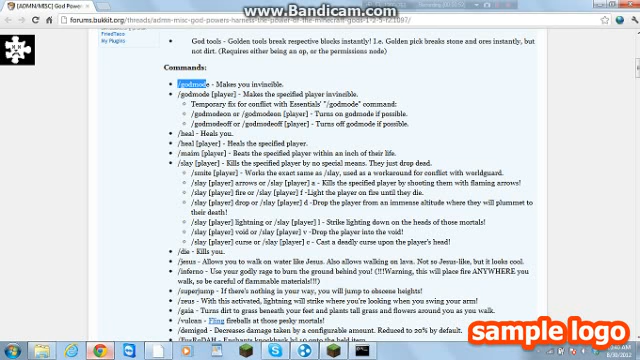 [ADMN/MISC] God Powe
www.Bandicam.com
forums.bukkit.org/threads/admn-misc-god-powers-harness-the-power-of-the-minecraft-gods-1-2-5-r2.1097/
FriedTaco
My Plugins
God tools - Golden tools break respective blocks instantly! I.e. Golden pick breaks stone and ores instantly, but
not dirt. (Requires either being an op, or the permissions node)
Commands:
/godmode - Makes you invincible.
/godmode [player] - Makes the specified player invincible.
Temporary fix for conflict with Essentials' "/godmode" command:
/godmodeon or /godmodeon [player] - Turns on godmode if possible.
/godmodeoff or /godmodeoff [player] - Turns off godmode if possible.
/heal - Heals you.
/heal [player] - Heals the specified player.
/maim [player] - Beats the specified player within an inch of their life.
/slay [player] - Kills the specified player by no special means. They just drop dead.
/smite [player] - Works the exact same as /slay, used as a workaround for conflict with worldguard.
/slay [player] arrows or /slay [player] a - Kills the specified player by shooting them with flaming arrows!
/slay [player] fire or /slay [player] f -Light the player on fire until they die.
/slay [player] drop or /slay [player] d -Drop the player from an immense altitude where they will plummet to
their death!
/slay [player] lightning or /slay [player] l - Strike lighting down on the heads of those mortals!
/slay [player] void or /slay [player] v -Drop the player into the void!
/slay [player] curse or /slay [player] c - Cast a deadly curse upon the player's head!
/die - Kills you.
/jesus - Allows you to walk on water like Jesus. Also allows walking on lava. Not so Jesus-like, but it looks cool.
/inferno - Use your godly rage to burn the ground behind you! (!!!Warning, this will place fire ANYWHERE you
walk, so be careful of flammable materials!!!)
/superjump - If there's nothing in your way, you will jump to obscene heights!
/zeus - With this activated, lightning will strike where you're looking when you swing your arm!
/gaia - Turns dirt to grass beneath your feet and plants tall grass and flowers around you as you walk.
/vulcan - Fling fireballs at those pesky mortals!
/demigod - Decreases damage taken by a configurable amount. Reduced to 20% by default.
sample logo
8/30/2012